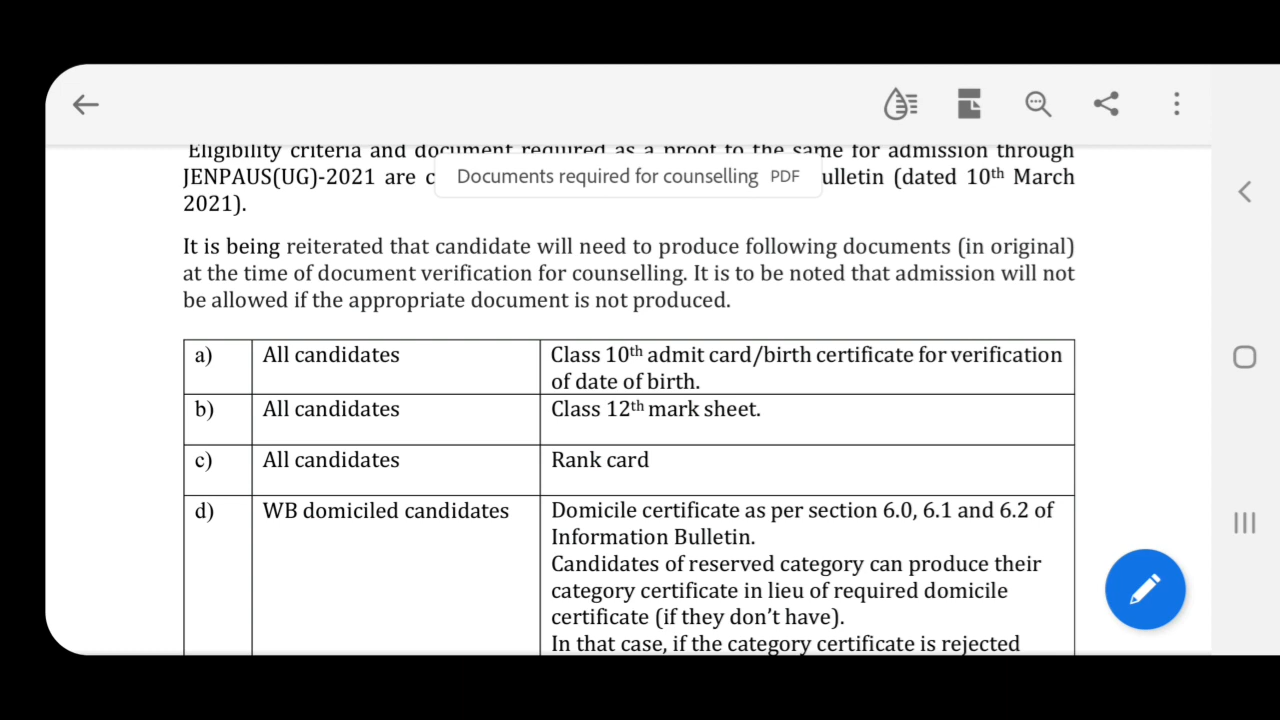 Eligibility criteria and document required as a proof to the same for admission through
JENPAUS(UG)-2021 are c
Documents required for counselling PDF
ulletin (dated 10th March
2021).
It is being reiterated that candidate will need to produce following documents (in original)
at the time of document verification for counselling. It is to be noted that admission will not
be allowed if the appropriate document is not produced.
a) All candidates Class 10th admit card/birth certificate for verification
of date of birth.
b) All candidates Class 12th mark sheet.
c) All candidates Rank card
d) WB domiciled candidates Domicile certificate as per section 6.0, 6.1 and 6.2 of
Information Bulletin.
Candidates of reserved category can produce their
category certificate in lieu of required domicile
certificate (if they don't have).
In that case, if the category certificate is rejected